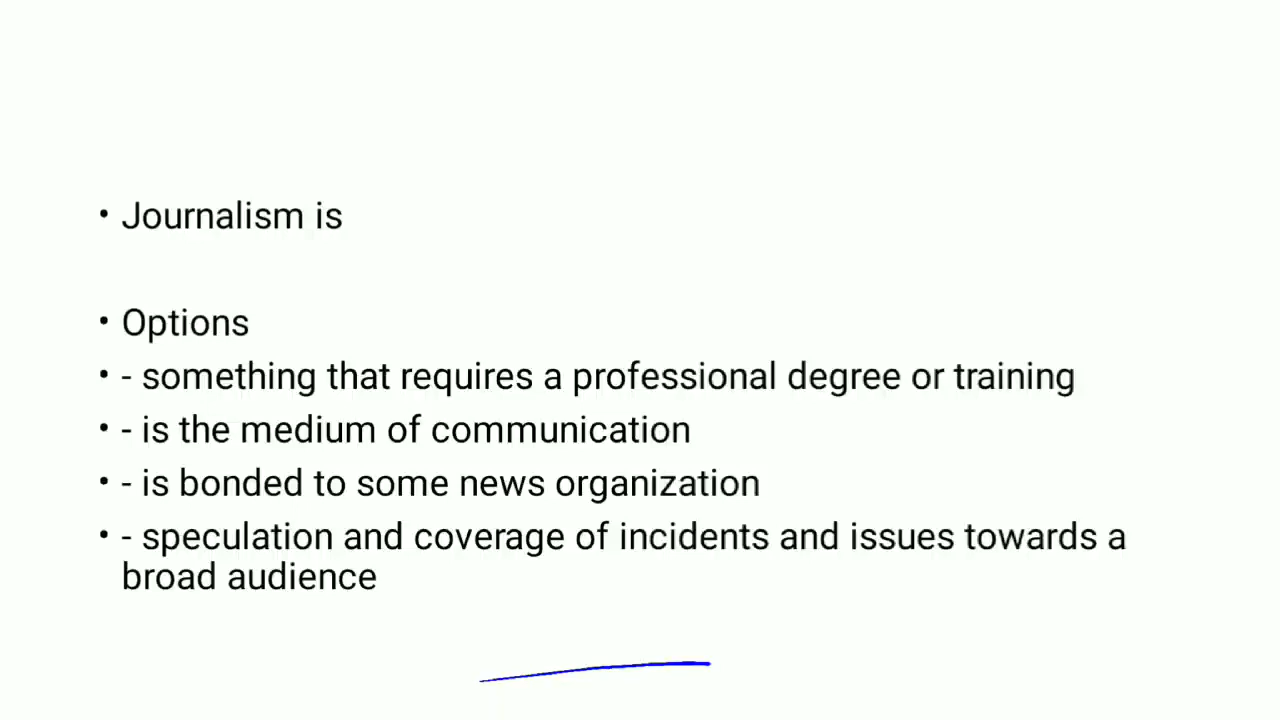 • Journalism is
• Options
• - something that requires a professional degree or training
• - is the medium of communication
• - is bonded to some news organization
• - speculation and coverage of incidents and issues towards a
broad audience